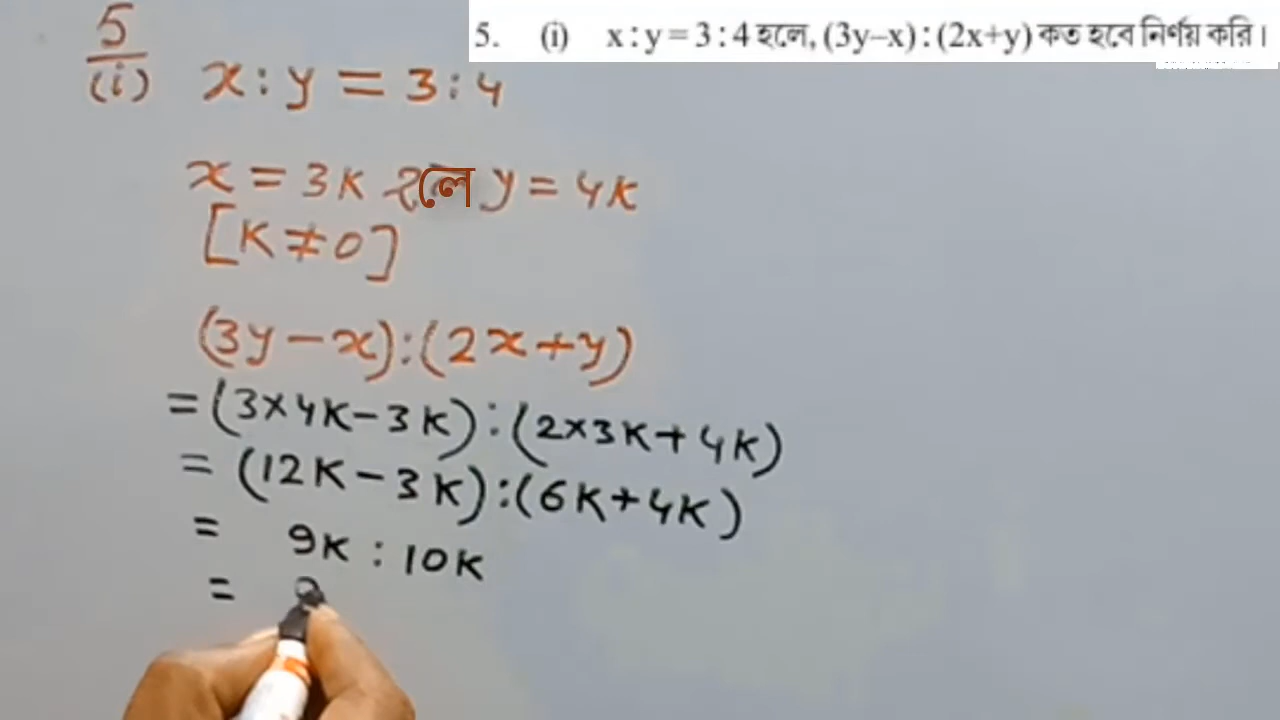 5. (i) x : y = 3 : 4 হলে, (3y–x) : (2x+y) কত হবে নির্ণয় করি।
5
(i) x : y = 3 : 4
x = 3K হলে y = 4K
[K ≠ 0]
(3y – x) : (2x + y)
= (3 × 4K – 3K) : (2 × 3K + 4K)
= (12K – 3K) : (6K + 4K)
= 9K : 10K
=